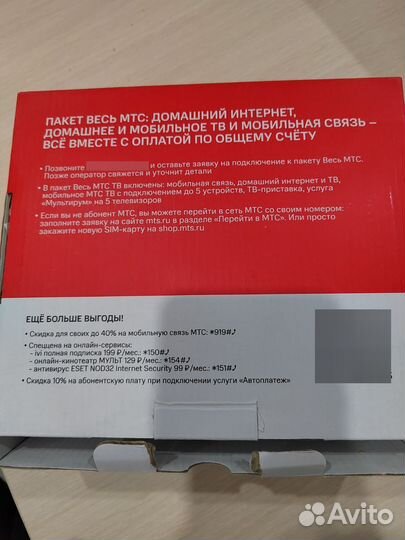 ПАКЕТ ВЕСЬ МТС: ДОМАШНИЙ ИНТЕРНЕТ,
ДОМАШНЕЕ И МОБИЛЬНОЕ ТВ И МОБИЛЬНАЯ СВЯЗЬ –
ВСЁ ВМЕСТЕ С ОПЛАТОЙ ПО ОБЩЕМУ СЧЁТУ
• Позвоните и оставьте заявку на подключение к пакету Весь МТС.
Позже оператор свяжется и уточнит детали
• В пакет Весь МТС ТВ включены: мобильная связь, домашний интернет и ТВ,
мобильное МТС ТВ с подключением до 5 устройств, ТВ-приставка, услуга
«Мультирум» на 5 телевизоров
• Если вы не абонент МТС, вы можете перейти в сеть МТС со своим номером:
заполните заявку на сайте mts.ru в разделе «Перейти в МТС». Или просто
закажите новую SIM-карту на shop.mts.ru
ЕЩЁ БОЛЬШЕ ВЫГОДЫ!
• Скидка для своих до 40% на мобильную связь МТС: *919#
• Спеццена на онлайн-сервисы:
- ivi полная подписка 199 ₽/мес.: *150#
- онлайн-кинотеатр МУЛЬТ 129 ₽/мес.: *154#
- антивирус ESET NOD32 Internet Security 99 ₽/мес.: *151#
• Скидка 10% на абонентскую плату при подключении услуги «Автоплатеж»
Avito